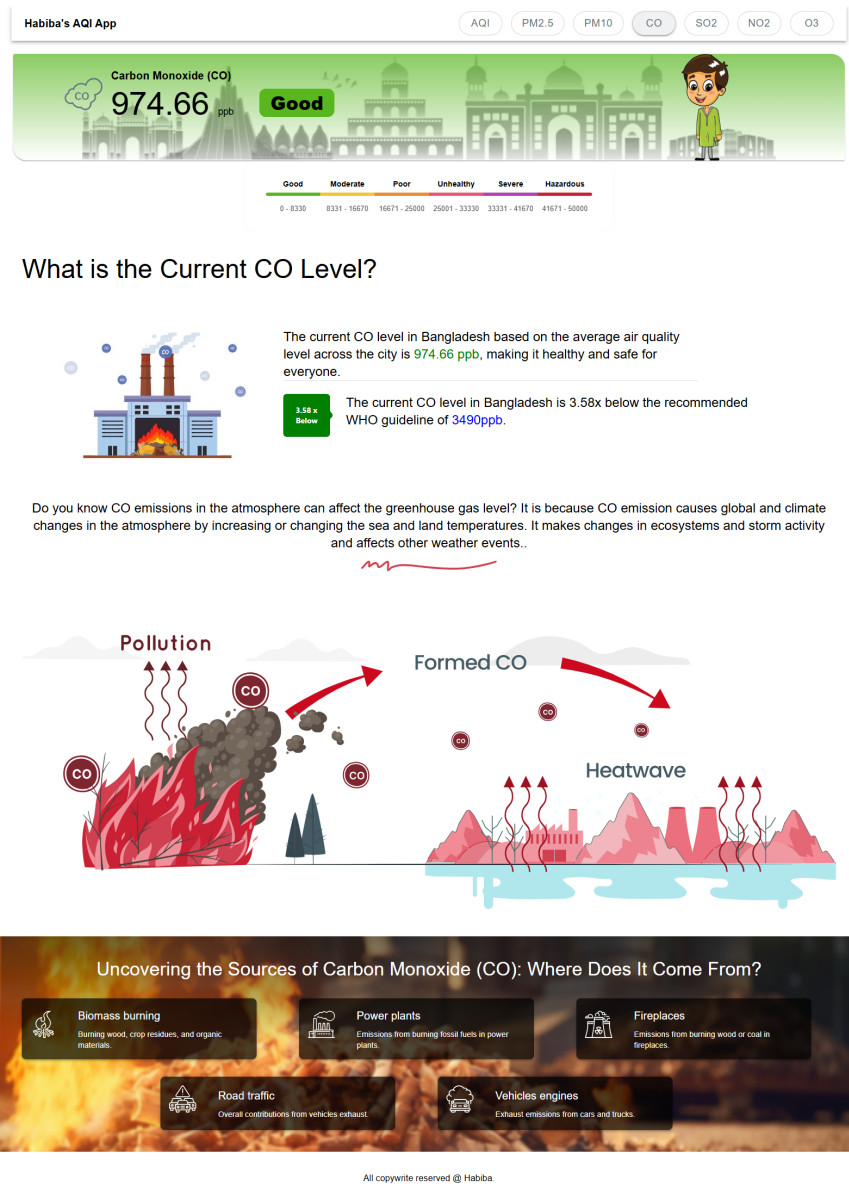 Habiba's AQI App
AQI
PM2.5
PM10
CO
SO2
NO2
O3
Carbon Monoxide (CO)
CO
974.66 ppb
Good
Good Moderate Poor Unhealthy Severe Hazardous
0 - 8330 8331 - 16670 16671 - 25000 25001 - 33330 33331 - 41670 41671 - 50000
What is the Current CO Level?
CO
The current CO level in Bangladesh based on the average air quality
level across the city is 974.66 ppb, making it healthy and safe for
everyone.
3.58 x
Below
The current CO level in Bangladesh is 3.58x below the recommended
WHO guideline of 3490ppb.
Do you know CO emissions in the atmosphere can affect the greenhouse gas level? It is because CO emission causes global and climate
changes in the atmosphere by increasing or changing the sea and land temperatures. It makes changes in ecosystems and storm activity
and affects other weather events..
Pollution
Formed CO
CO
CO
CO
CO
CO
CO
Heatwave
Uncovering the Sources of Carbon Monoxide (CO): Where Does It Come From?
Biomass burning
Burning wood, crop residues, and organic
materials.
Power plants
Emissions from burning fossil fuels in power
plants.
Fireplaces
Emissions from burning wood or coal in
fireplaces.
Road traffic
Overall contributions from vehicles exhaust.
Vehicles engines
Exhaust emissions from cars and trucks.
All copywrite reserved @ Habiba.